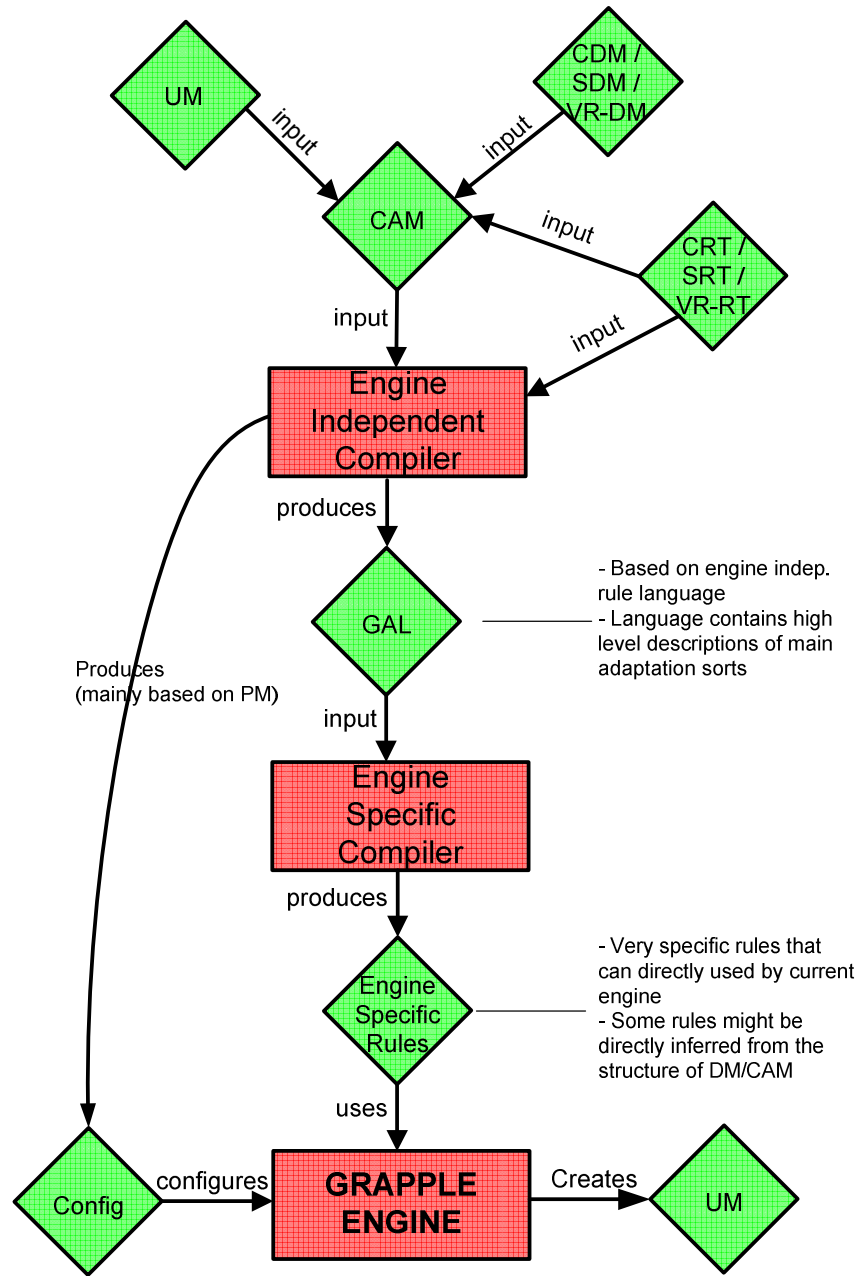 UM
CDM /
SDM /
VR-DM
input
input
CAM
input
CRT /
SRT /
VR-RT
input
input
Engine
Independent
Compiler
produces
GAL
- Based on engine indep.
rule language
- Language contains high
level descriptions of main
adaptation sorts
Produces
(mainly based on PM)
input
Engine
Specific
Compiler
produces
Engine
Specific
Rules
- Very specific rules that
can directly used by current
engine
- Some rules might be
directly inferred from the
structure of DM/CAM
uses
Config
configures
GRAPPLE
ENGINE
Creates
UM